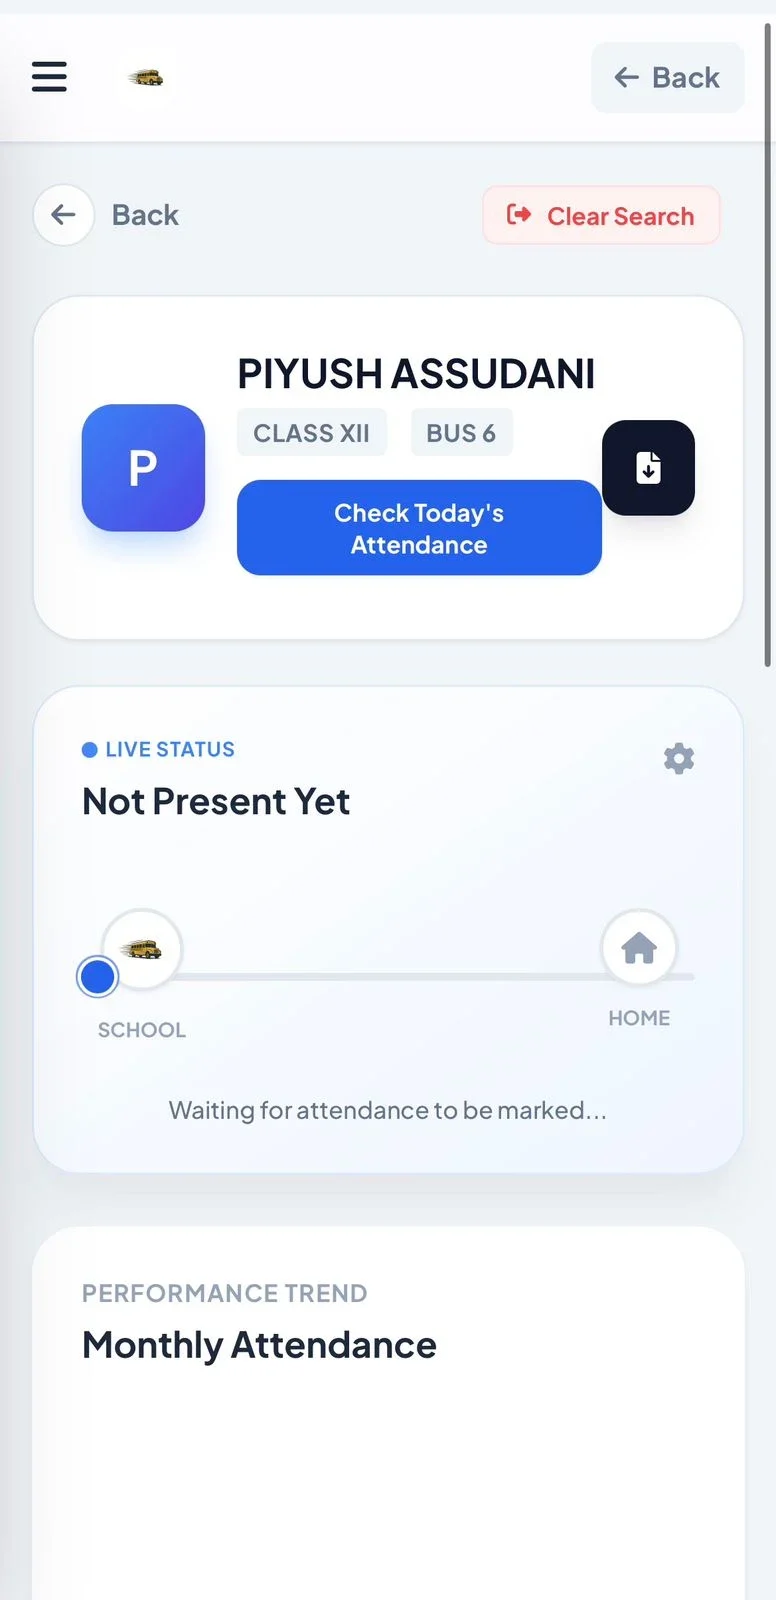 Back
Back
Clear Search
PIYUSH ASSUDANI
CLASS XII
BUS 6
P
Check Today's
Attendance
LIVE STATUS
Not Present Yet
SCHOOL
HOME
Waiting for attendance to be marked...
PERFORMANCE TREND
Monthly Attendance